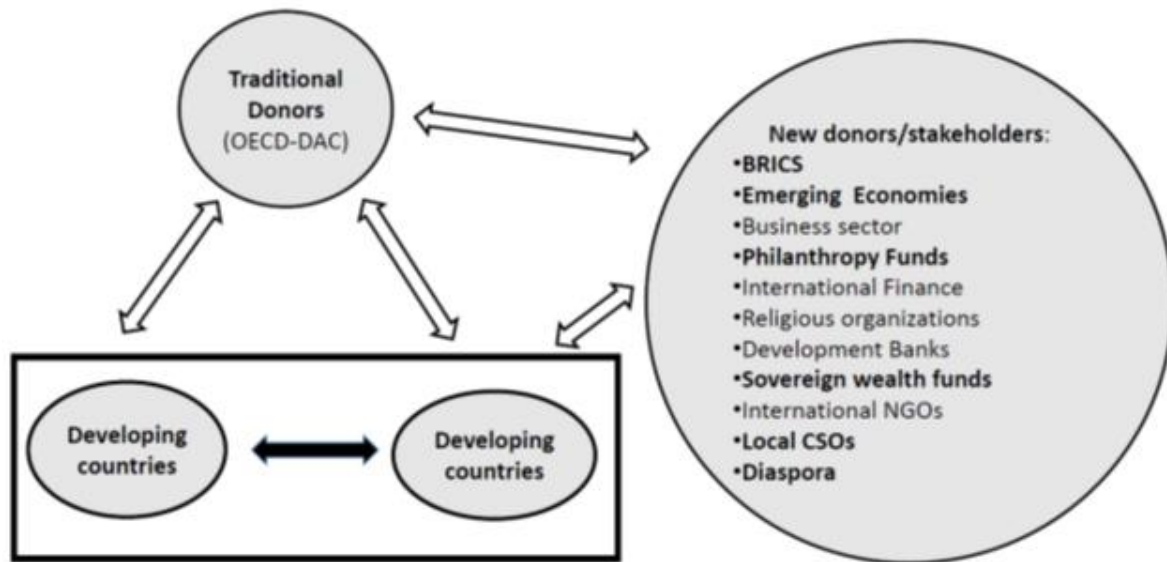 Traditional
Donors
(OECD-DAC)
New donors/stakeholders:
•BRICS
•Emerging Economies
•Business sector
•Philanthropy Funds
•International Finance
•Religious organizations
•Development Banks
•Sovereign wealth funds
•International NGOs
•Local CSOs
•Diaspora
Developing
countries
Developing
countries